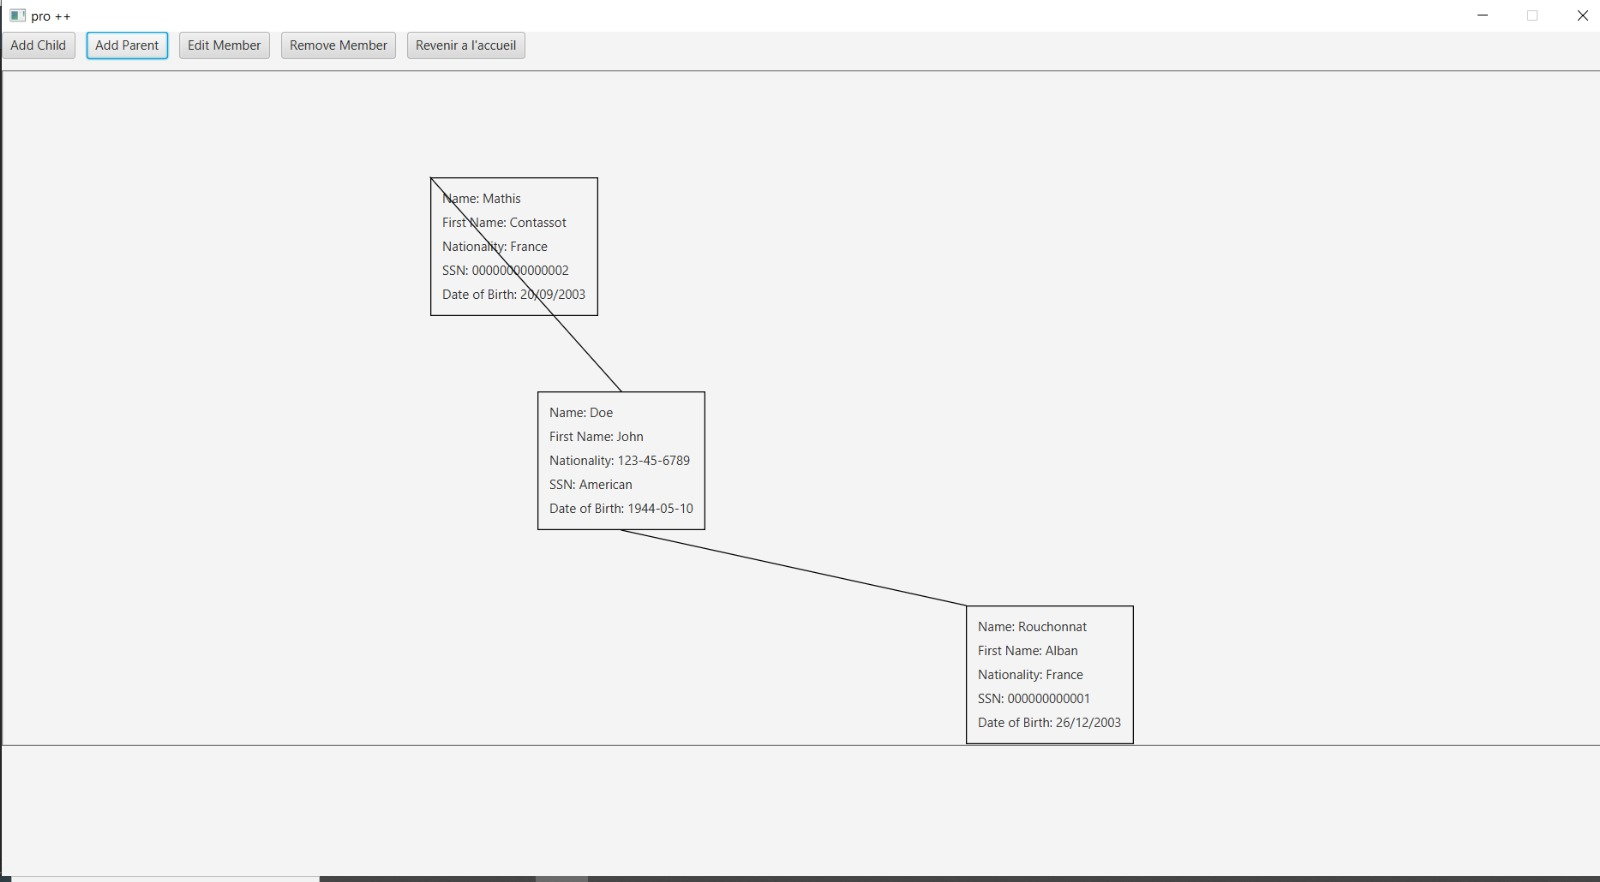 pro ++
Add Child Add Parent Edit Member Remove Member Revenir a l'accueil
Name: Mathis
First Name: Contassot
Nationality: France
SSN: 00000000000002
Date of Birth: 20/09/2003
Name: Doe
First Name: John
Nationality: 123-45-6789
SSN: American
Date of Birth: 1944-05-10
Name: Rouchonnat
First Name: Alban
Nationality: France
SSN: 000000000001
Date of Birth: 26/12/2003